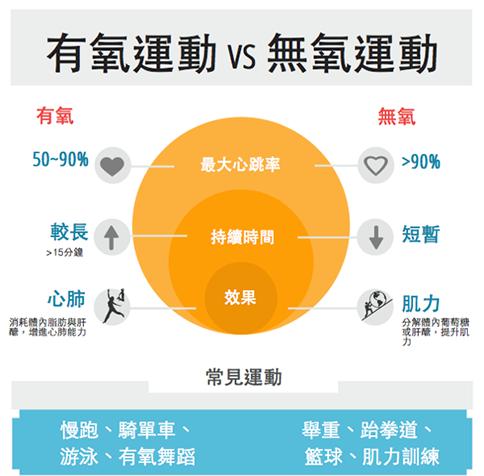 有氧運動 VS 無氧運動
有氧
無氧
50~90%
最大心跳率
>90%
較長
>15分鐘
持續時間
短暫
心肺
消耗體內脂肪與肝
醣，增進心肺能力
效果
肌力
分解體內葡萄糖
或肝醣，提升肌
力
常見運動
慢跑、騎單車、
游泳、有氧舞蹈
舉重、跆拳道、
籃球、肌力訓練